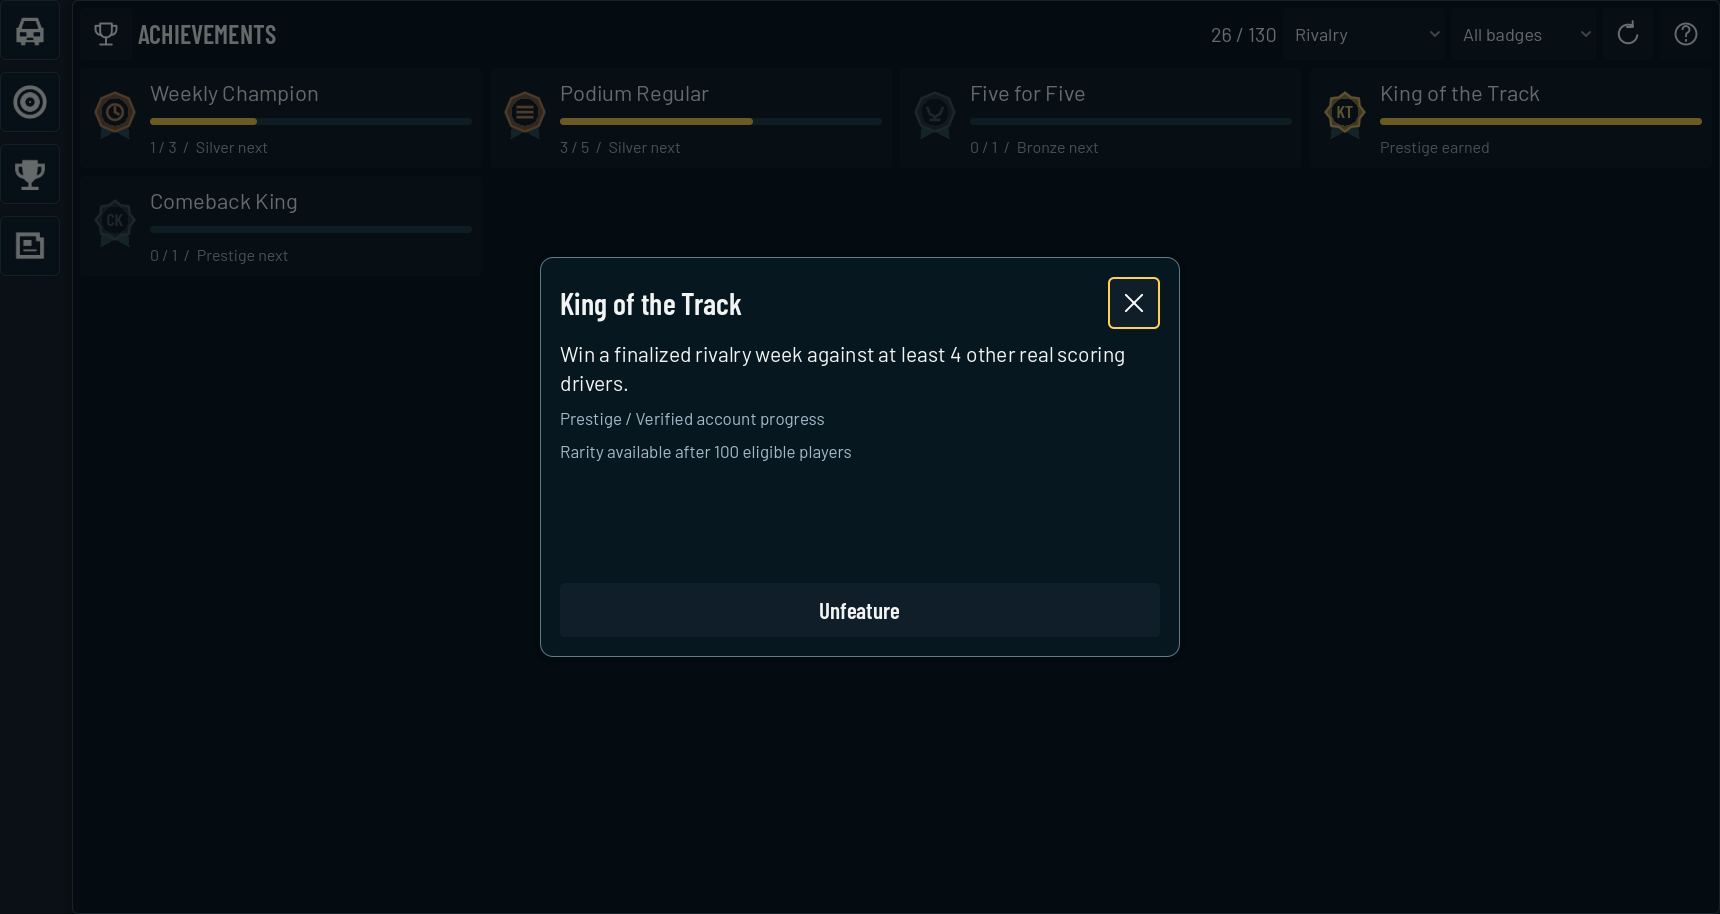 ACHIEVEMENTS
26 / 130
Rivalry
All badges
Weekly Champion
1 / 3 / Silver next
Podium Regular
3 / 5 / Silver next
Five for Five
0 / 1 / Bronze next
KT
King of the Track
Prestige earned
CK
Comeback King
0 / 1 / Prestige next
King of the Track
Win a finalized rivalry week against at least 4 other real scoring
drivers.
Prestige / Verified account progress
Rarity available after 100 eligible players
Unfeature